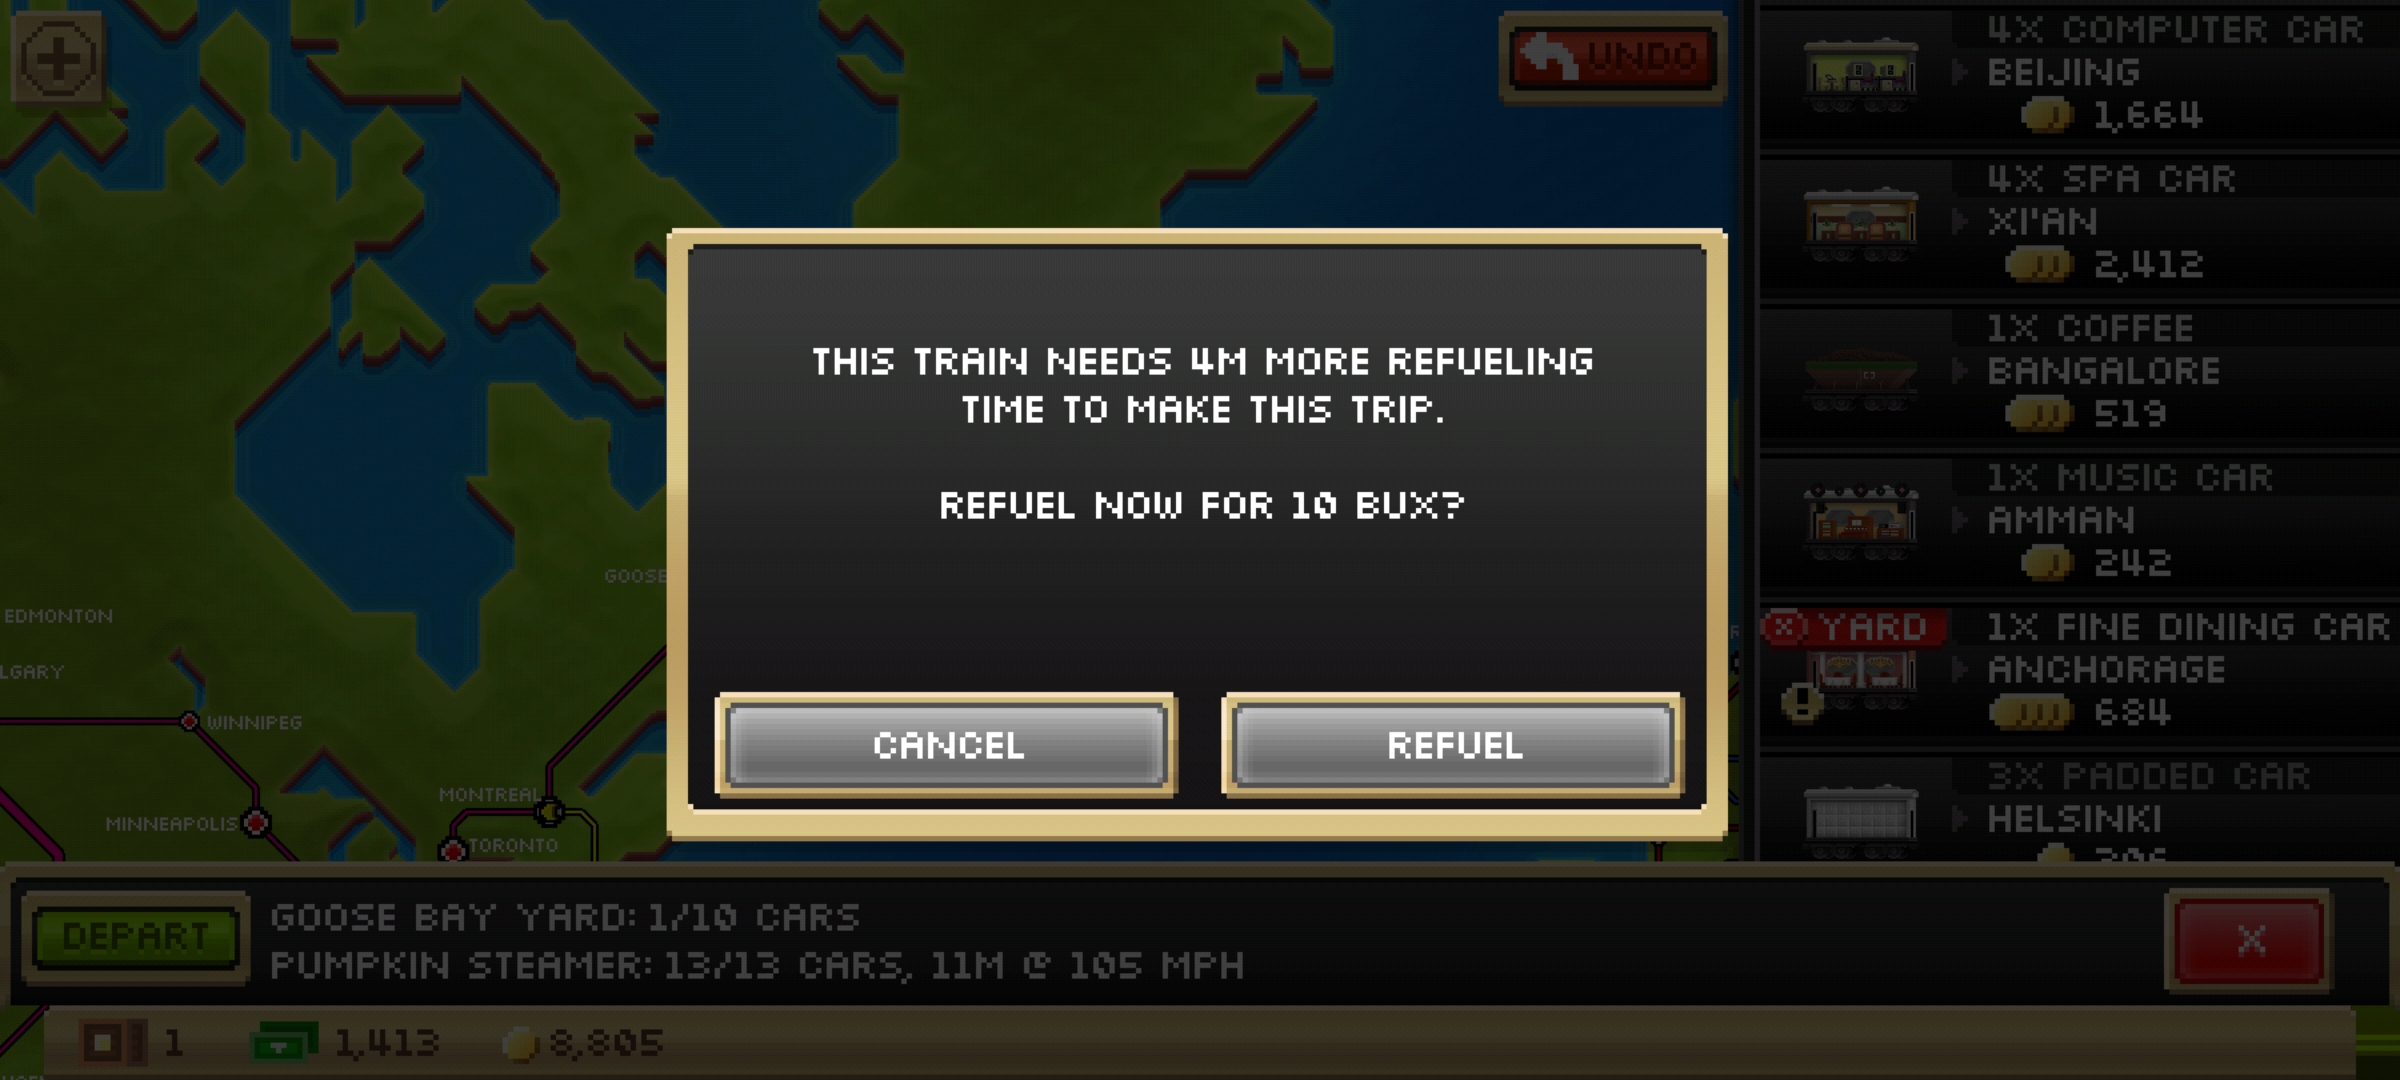 UNDO
4X COMPUTER CAR
BEIJING
1,664
4X SPA CAR
XI'AN
2,412
1X COFFEE
BANGALORE
519
1X MUSIC CAR
AMMAN
242
YARD
1X FINE DINING CAR
ANCHORAGE
684
3X PADDED CAR
HELSINKI
THIS TRAIN NEEDS 4M MORE REFUELING
TIME TO MAKE THIS TRIP.
REFUEL NOW FOR 10 BUX?
CANCEL
REFUEL
GOOSE
EDMONTON
LGARY
WINNIPEG
MONTREAL
MINNEAPOLIS
TORONTO
DEPART
GOOSE BAY YARD: 1/10 CARS
PUMPKIN STEAMER: 13/13 CARS, 11M @ 105 MPH
X
1
1,413
8,805